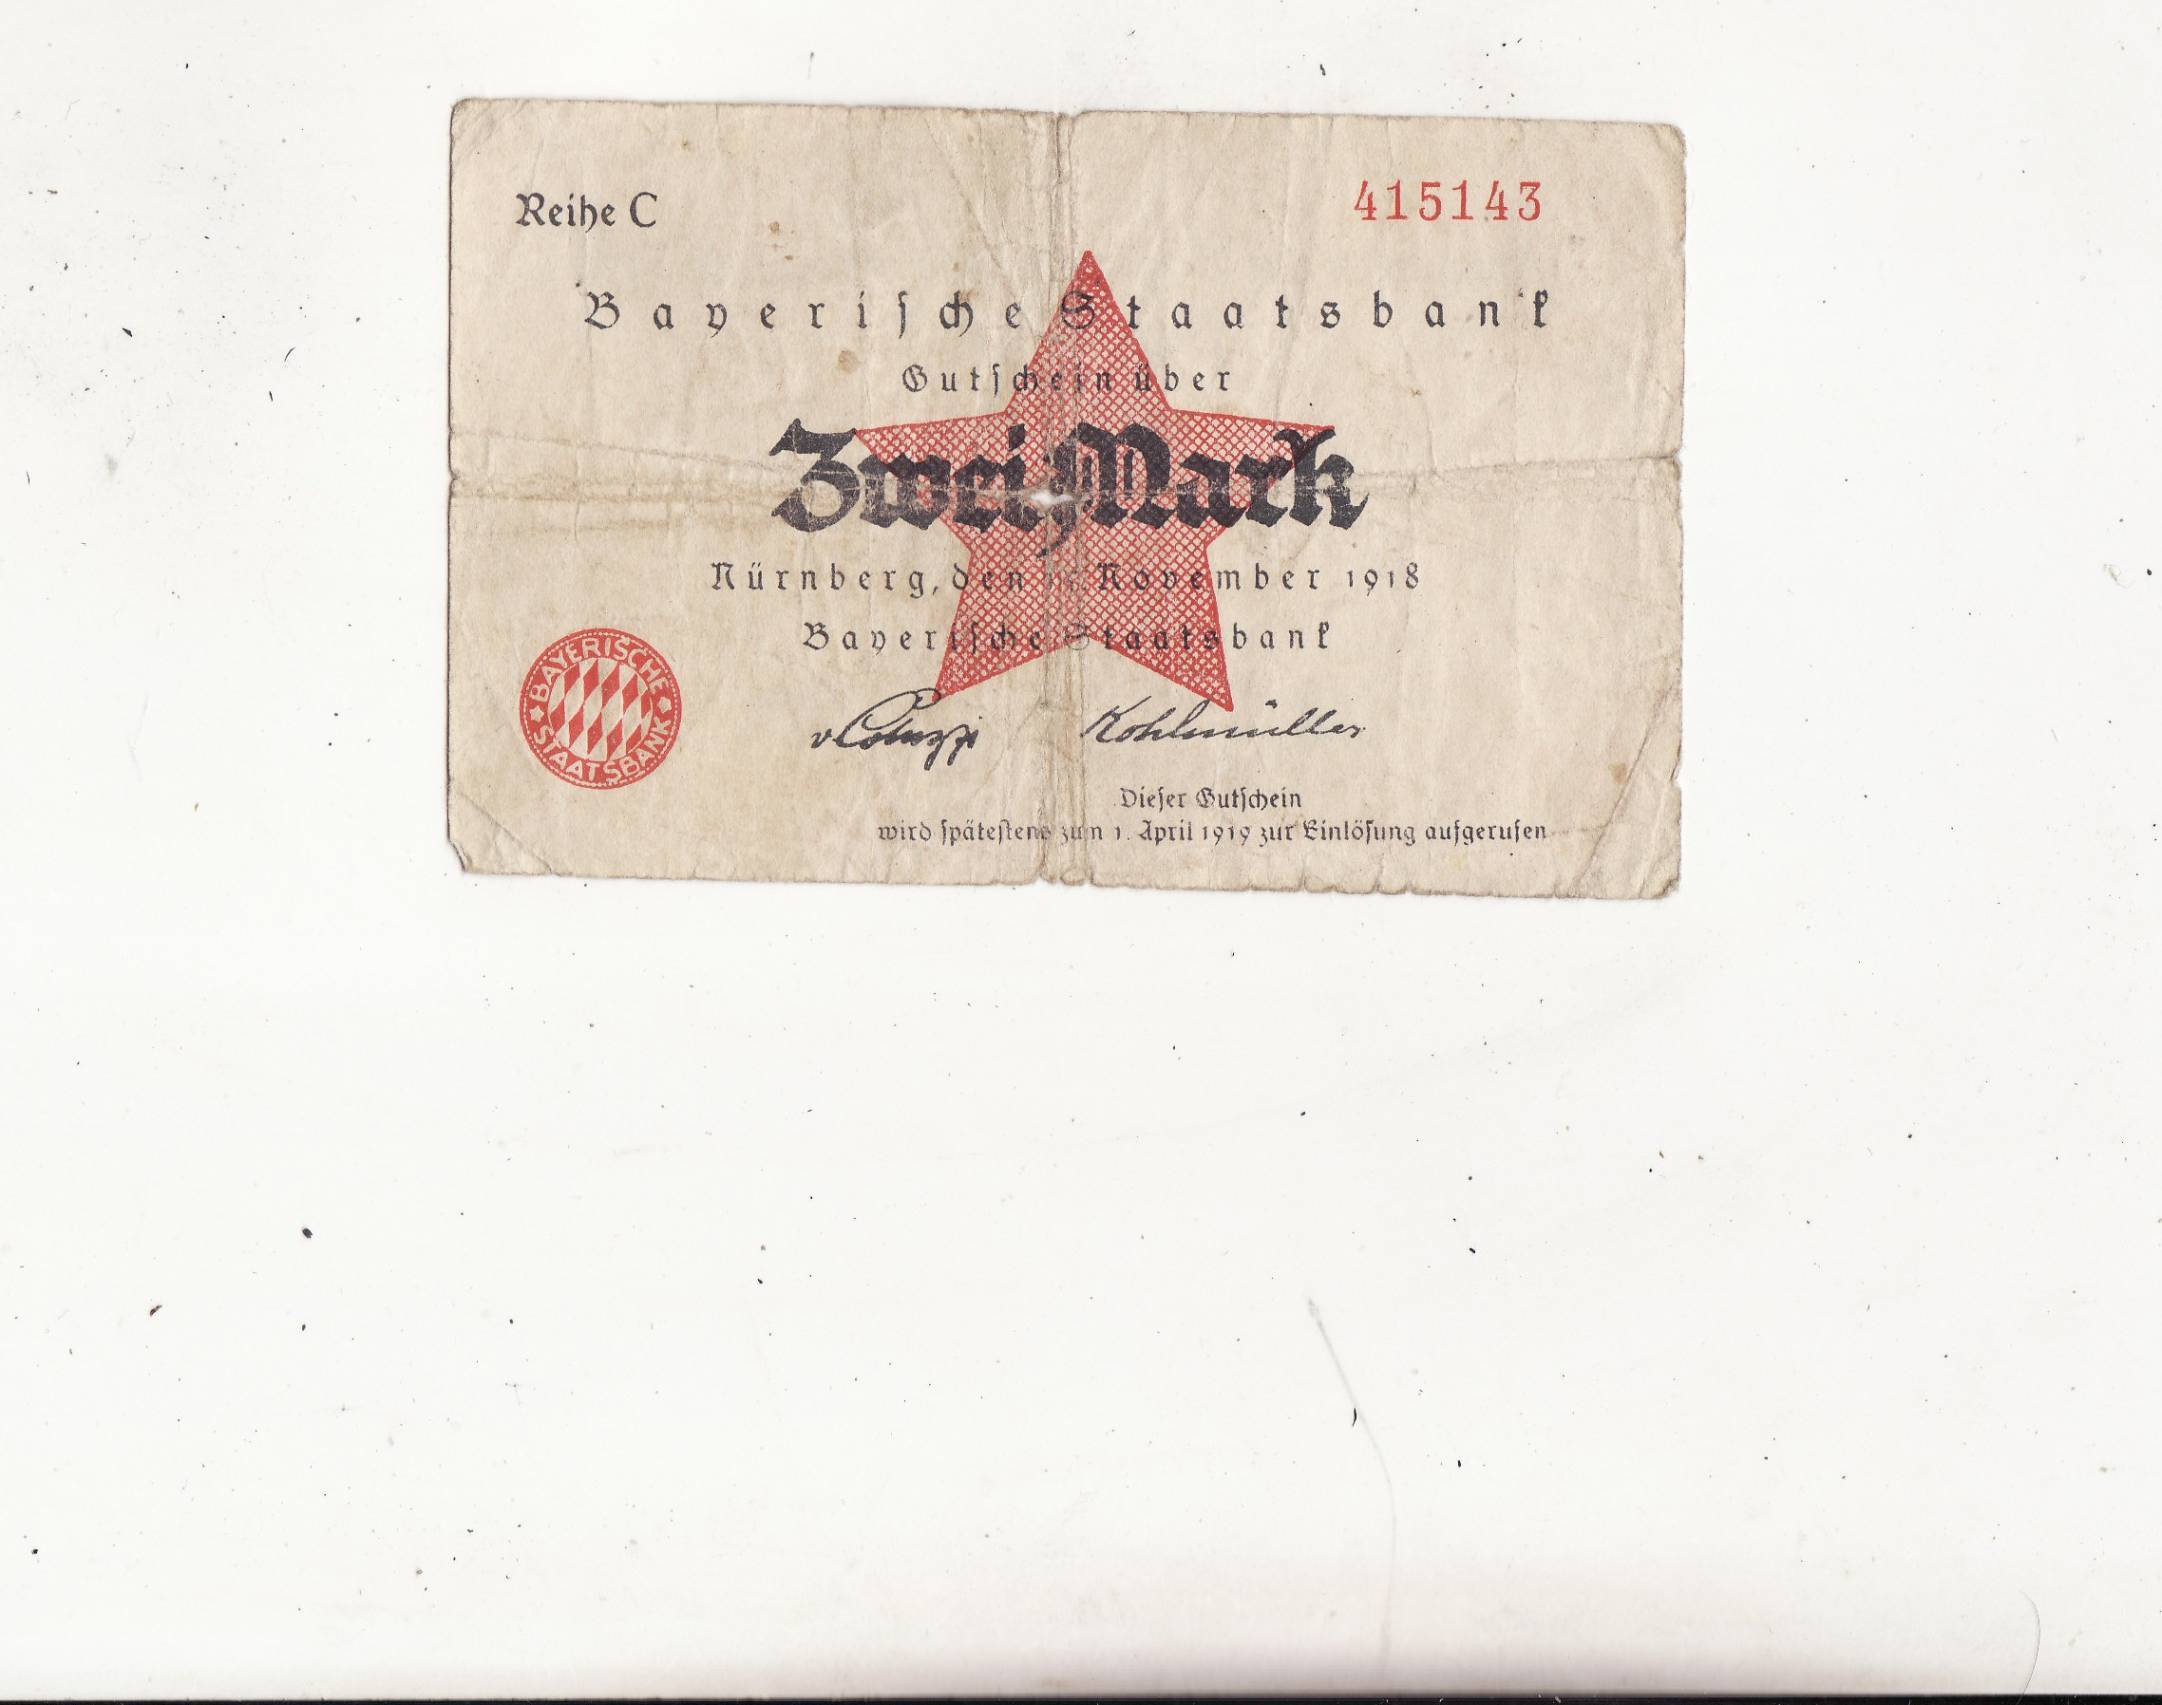 Reihe C 415143
Bayerische Staatsbank
Gutschein über
Zwei Mark
Nürnberg, den November 1918
Bayerische Staatsbank
Kohlmüller
BAYERISCHE STAATSBANK
Dieser Gutschein
wird spätestens zum 1. April 1919 zur Einlösung aufgerufen